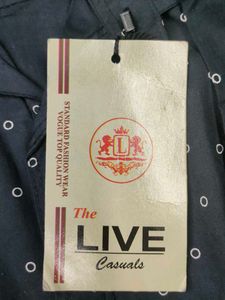 STANDARD FASHION WEAR
VOGUE TOP QUALITY
L
The
LIVE
Casuals